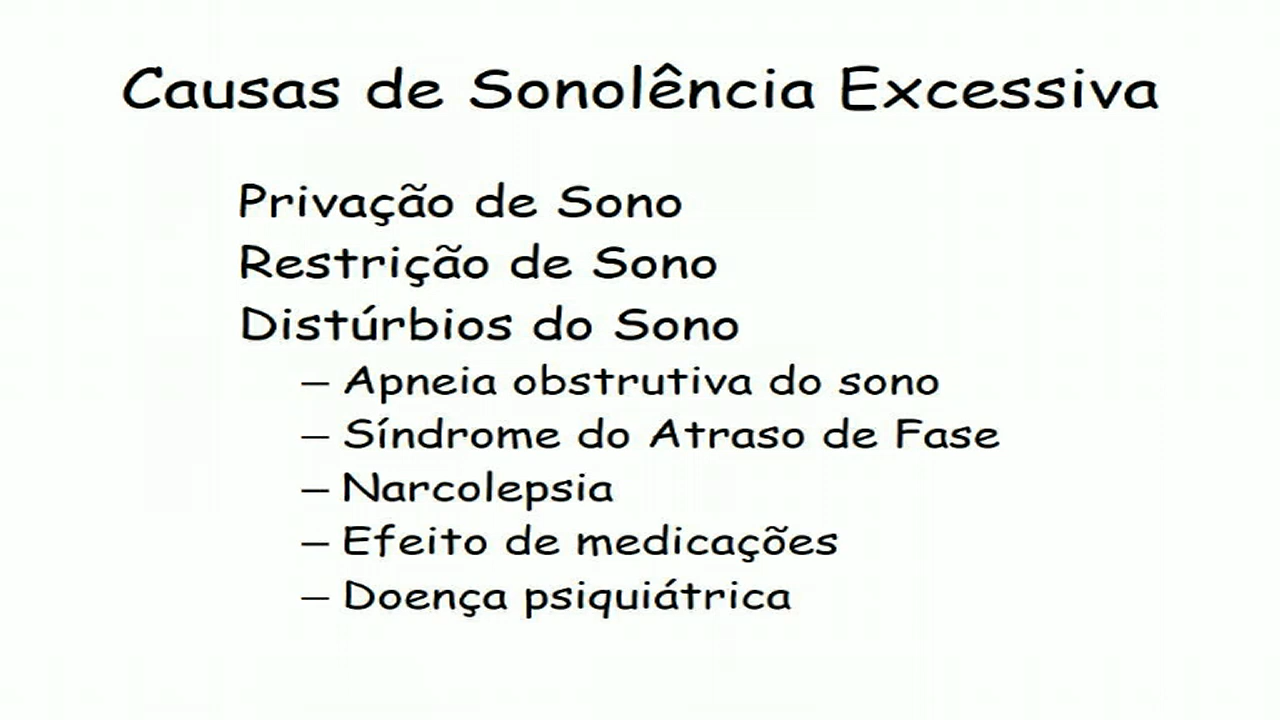 Causas de Sonolência Excessiva
Privação de Sono
Restrição de Sono
Distúrbios do Sono
– Apneia obstrutiva do sono
– Síndrome do Atraso de Fase
– Narcolepsia
– Efeito de medicações
– Doença psiquiátrica